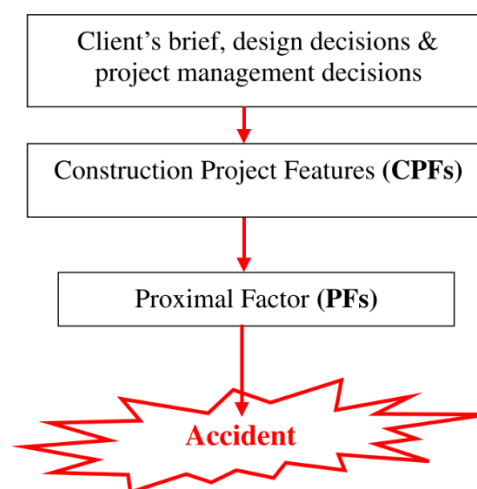 Client’s brief, design decisions &
project management decisions
Construction Project Features (CPFs)
Proximal Factor (PFs)
Accident